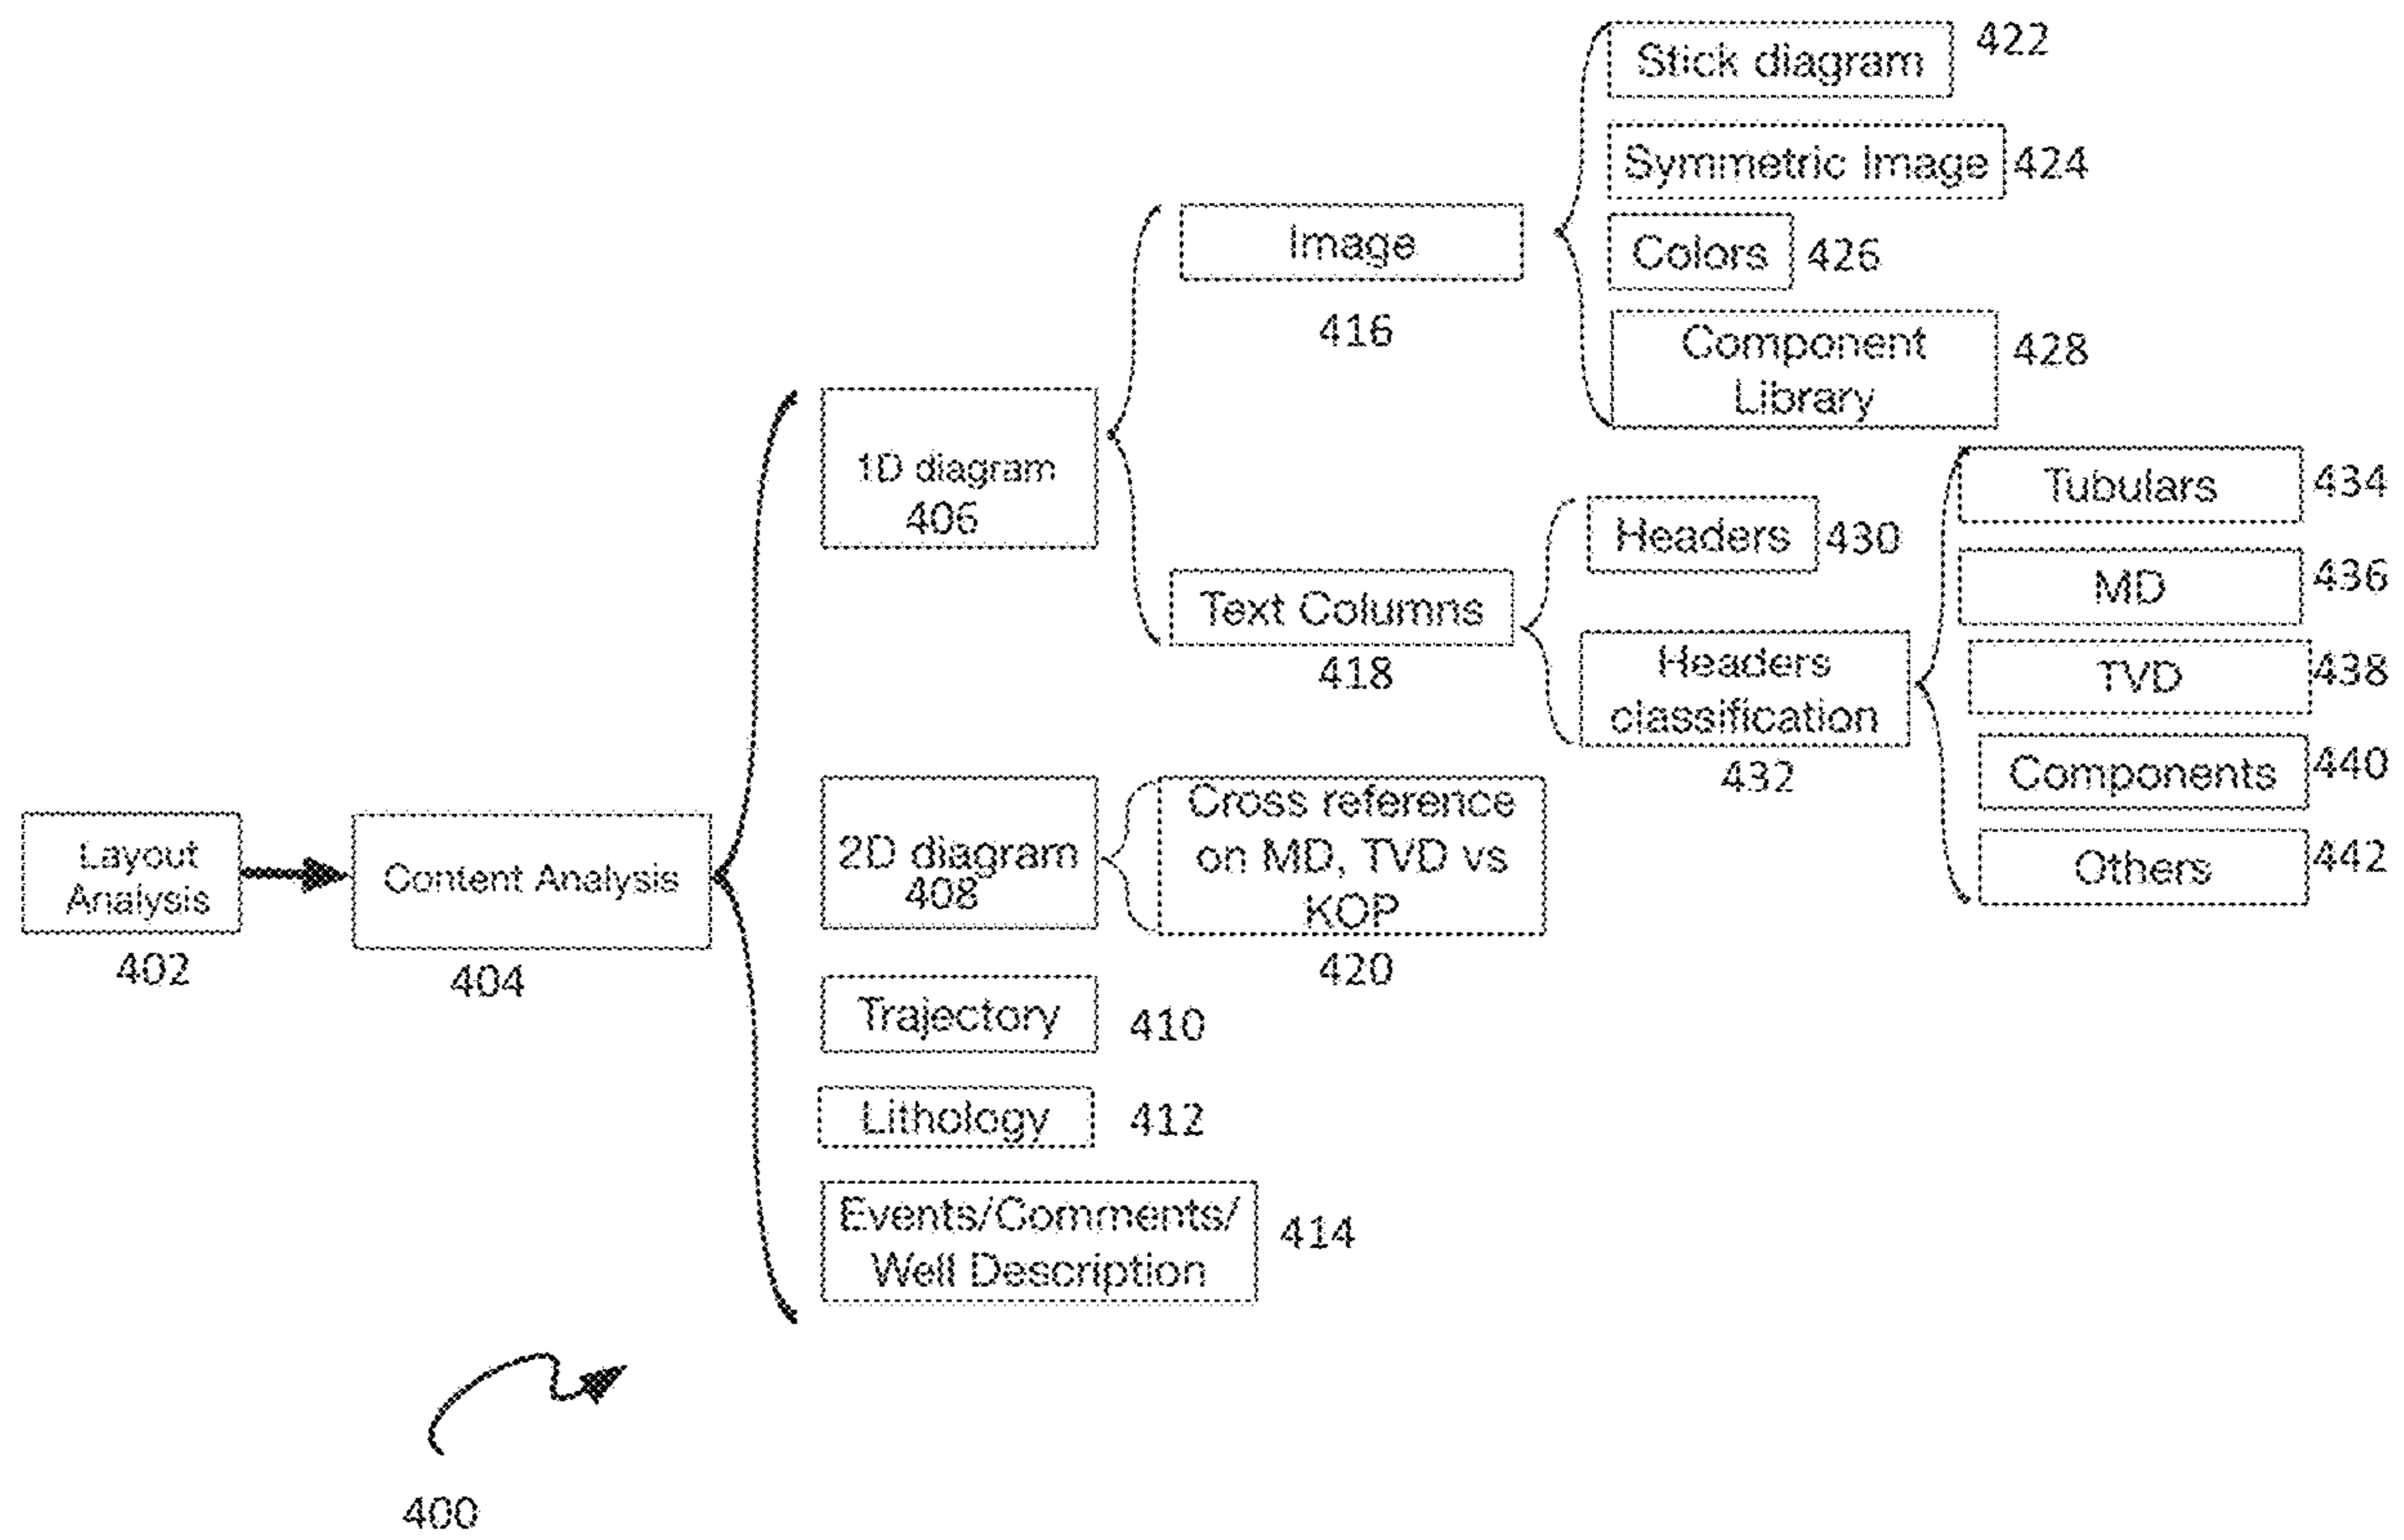 Stick diagram 422
Symmetric Image 424
Image
Colors 426
416
Component 428
Library
1D diagram
406
Tubulars 434
Headers 430
MD 436
Text Columns
418
Headers
classification
432
TVD 438
Components 440
Others 442
Layout
Analysis
402
Content Analysis
404
2D diagram
408
Cross reference
on MD, TVD vs
KOP
420
Trajectory 410
Lithology 412
Events/Comments/
Well Description 414
400